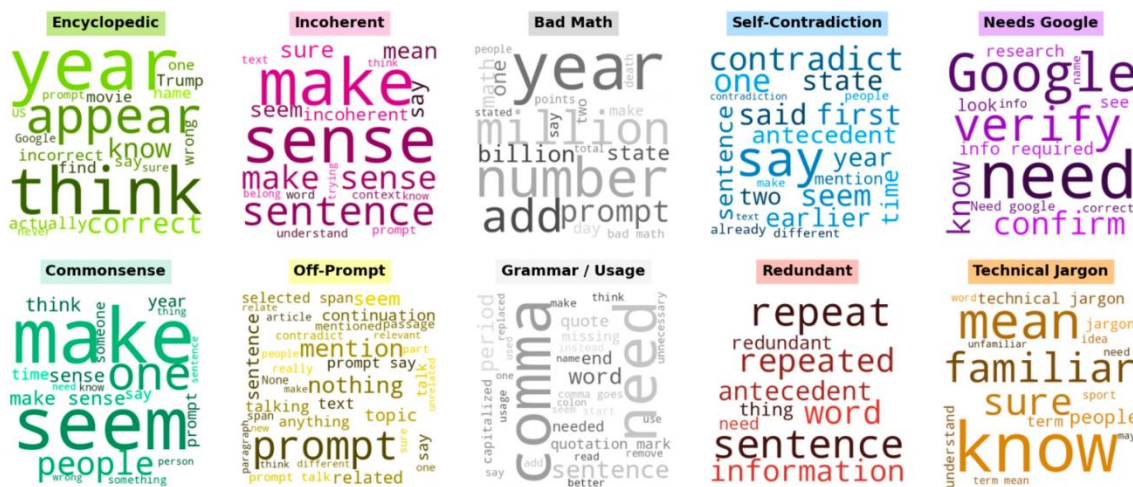 Encyclopedic
year
one
Trump
prompt movie name
us
appear
Google know wrong
incorrect say sure
find
think
actually correct
never
Incoherent
sure mean
text think
make say
seem incoherent
sense
make sense
trying
belong word context know
sentence
understand prompt
Bad Math
people
year death
math one
stated points make
say two
million
billion total state
number
add prompt
day bad math
Self-Contradiction
contradict
one state
contradiction people
said first
sentence antecedent
say year
make mention
two seem time
text earlier
already different
Needs Google
research name
Google
look info see
verify
info required
know need
Need google correct
confirm
Commonsense
think year
someone thing
make
one sentence
time sense
need know
make sense say
prompt
seem
people person
wrong something
Off-Prompt
selected span seem
relate article continuation
mentioned passage
contradict relevant
sentence mention part
people prompt say
really
None nothing talk unrelated
make
talking text
span anything topic sure
new
paragraph prompt say
think different one
prompt talk related
Grammar / Usage
make think
replaced period quote unnecessary
used missing
instead
comma name end need
one word
capitalized usage comma goes
colon
seem start use
needed
quotation mark
add read remove
say sentence
better
Redundant
repeat
redundant
repeated
antecedent
thing word
need
sentence
information
Technical Jargon
word technical jargon
mean jargon
unfamiliar idea
familiar need
sure sport
term people
understand know may
term mean